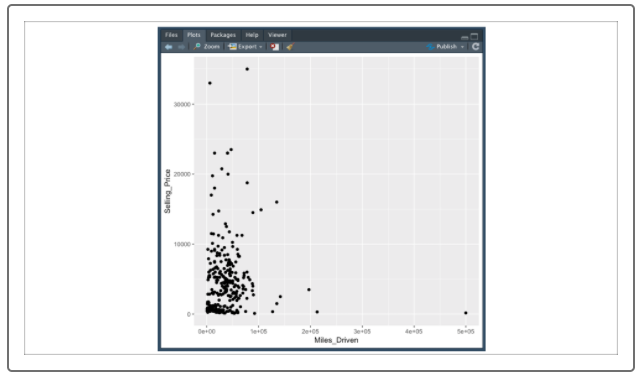 Files Plots Packages Help Viewer
Zoom Export Publish
30000
20000
10000
0
Selling_Price
0e+00 1e+05 2e+05 3e+05 4e+05 5e+05
Miles_Driven